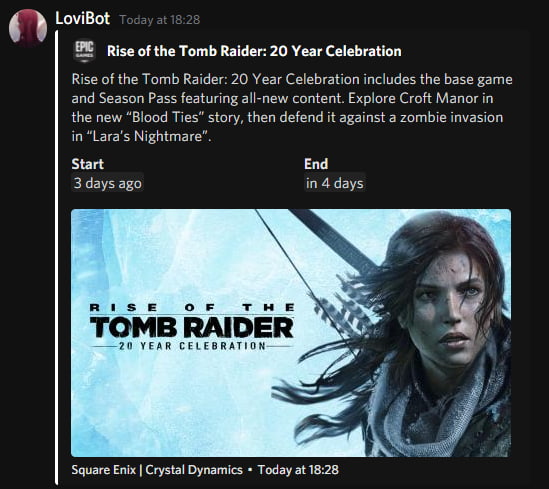 LoviBot Today at 18:28
EPIC
GAMES
Rise of the Tomb Raider: 20 Year Celebration
Rise of the Tomb Raider: 20 Year Celebration includes the base game
and Season Pass featuring all-new content. Explore Croft Manor in
the new “Blood Ties” story, then defend it against a zombie invasion
in “Lara’s Nightmare”.
Start End
3 days ago in 4 days
RISE OF THE
TOMB RAIDER
20 YEAR CELEBRATION
Square Enix | Crystal Dynamics • Today at 18:28